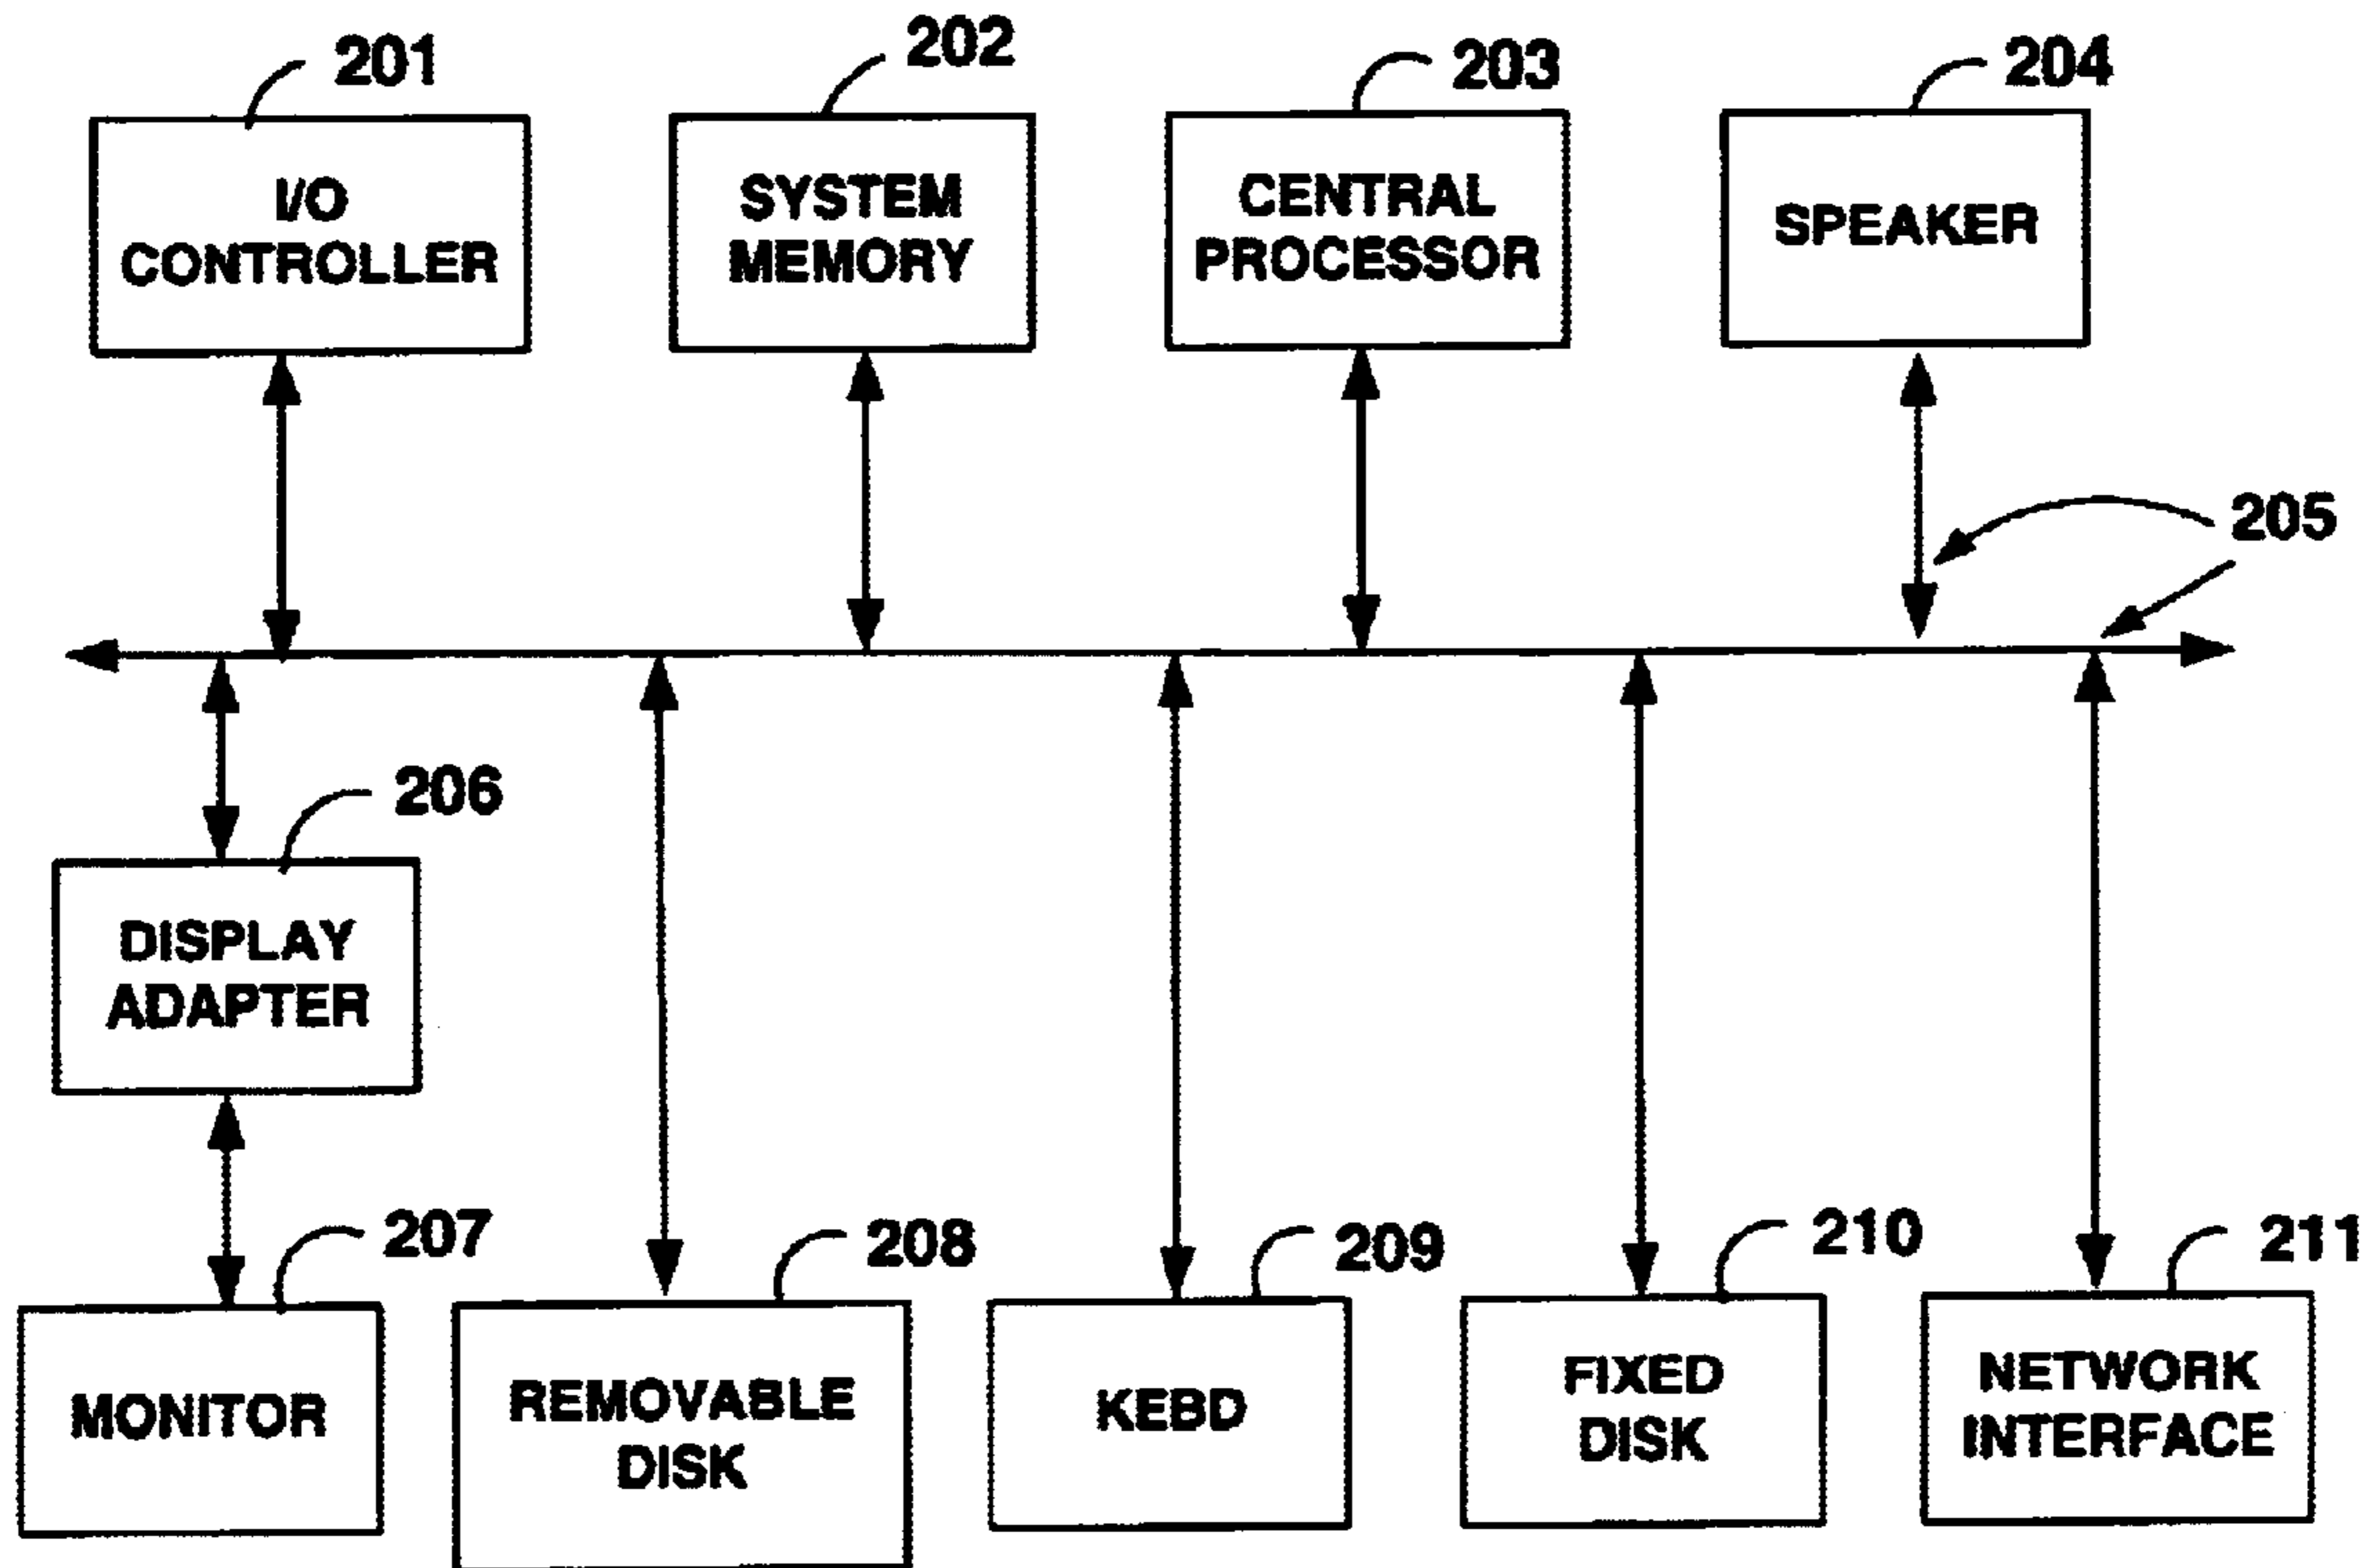 201
202
203
204
I/O
CONTROLLER
SYSTEM
MEMORY
CENTRAL
PROCESSOR
SPEAKER
205
206
DISPLAY
ADAPTER
207
208
209
210
211
MONITOR
REMOVABLE
DISK
KEBD
FIXED
DISK
NETWORK
INTERFACE